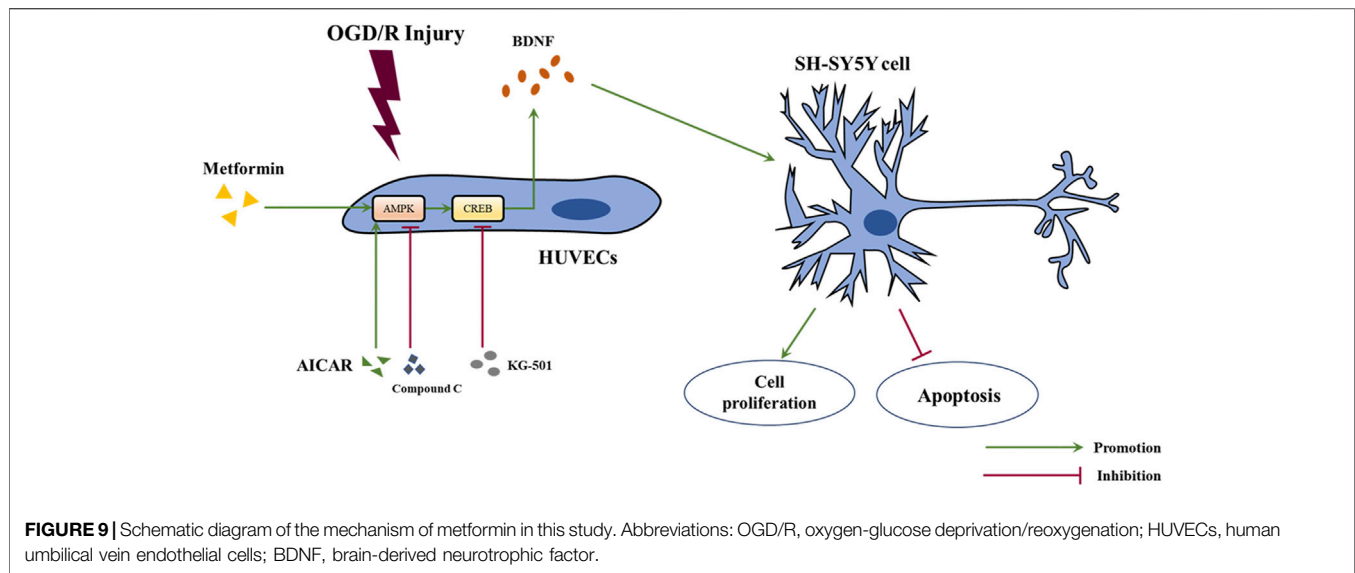 OGD/R Injury
BDNF
SH-SY5Y cell
Metformin
AMPK
CREB
HUVECs
AICAR
Compound C
KG-501
Cell
proliferation
Apoptosis
Promotion
Inhibition
FIGURE 9 | Schematic diagram of the mechanism of metformin in this study. Abbreviations: OGD/R, oxygen-glucose deprivation/reoxygenation; HUVECs, human
umbilical vein endothelial cells; BDNF, brain-derived neurotrophic factor.